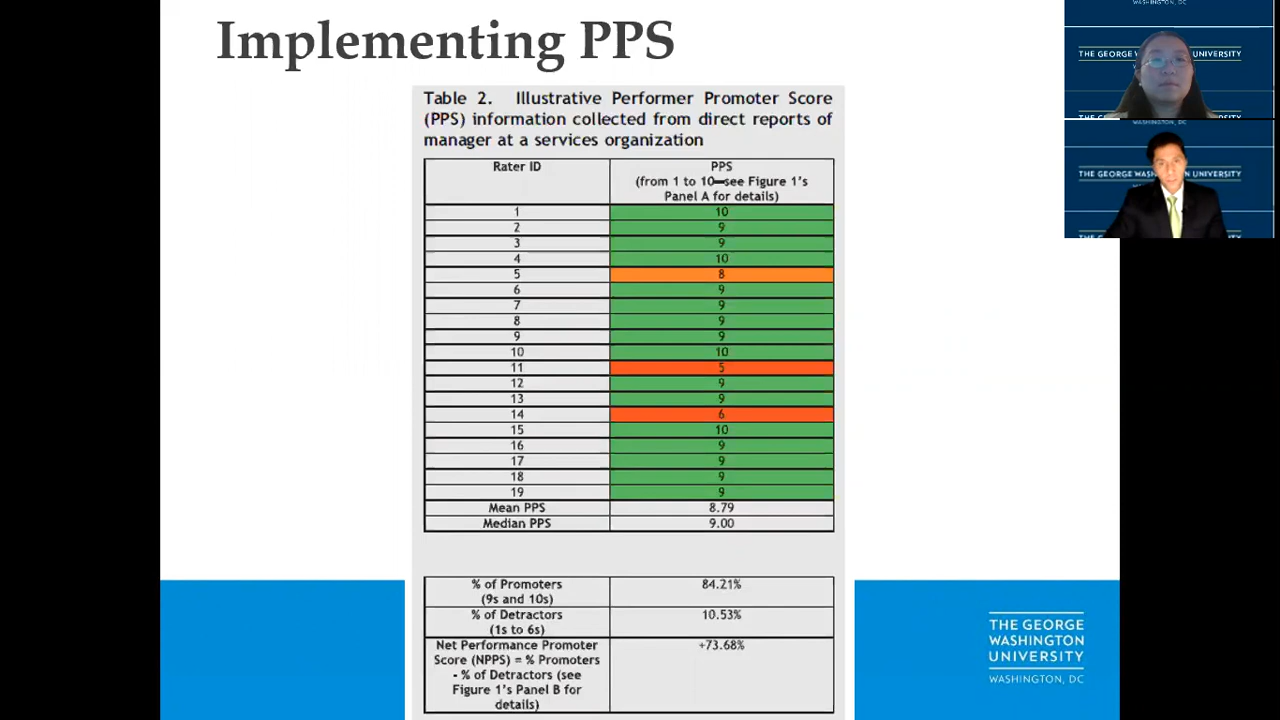 Implementing PPS
Table 2. Illustrative Performer Promoter Score
(PPS) information collected from direct reports of
manager at a services organization
Rater ID PPS
(from 1 to 10—see Figure 1's
Panel A for details)
1 10
2 9
3 9
4 10
5 8
6 9
7 9
8 9
9 9
10 10
11 5
12 9
13 9
14 6
15 10
16 9
17 9
18 9
19 9
Mean PPS 8.79
Median PPS 9.00
% of Promoters 84.21%
(9s and 10s)
% of Detractors 10.53%
(1s to 6s)
Net Performance Promoter +73.68%
Score (NPPS) = % Promoters
- % of Detractors (see
Figure 1's Panel B for
details)
THE GEORGE
WASHINGTON
UNIVERSITY
WASHINGTON, DC
WASHINGTON, DC
THE GEORGE W UNIVERSITY
WASHINGTON, DC
THE GEORGE WASHINGTON UNIVERSITY